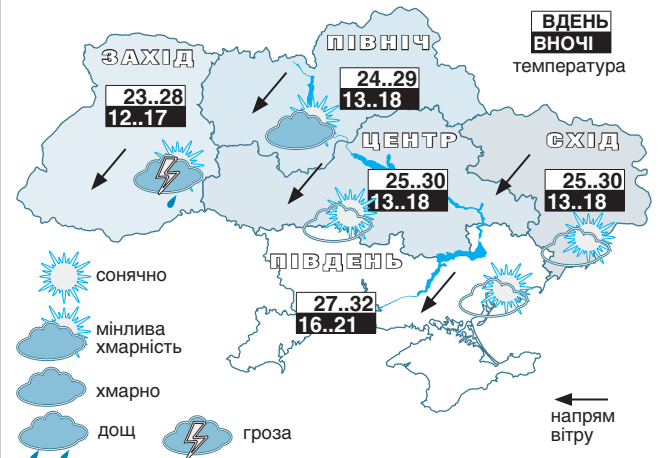 ВДЕНЬ
ВНОЧІ
температура
ПІВНІЧ
24..29
13..18
ЗАХІД
23..28
12..17
ЦЕНТР
25..30
13..18
СХІД
25..30
13..18
ПІВДЕНЬ
27..32
16..21
сонячно
мінлива
хмарність
хмарно
дощ
гроза
напрям
вітру